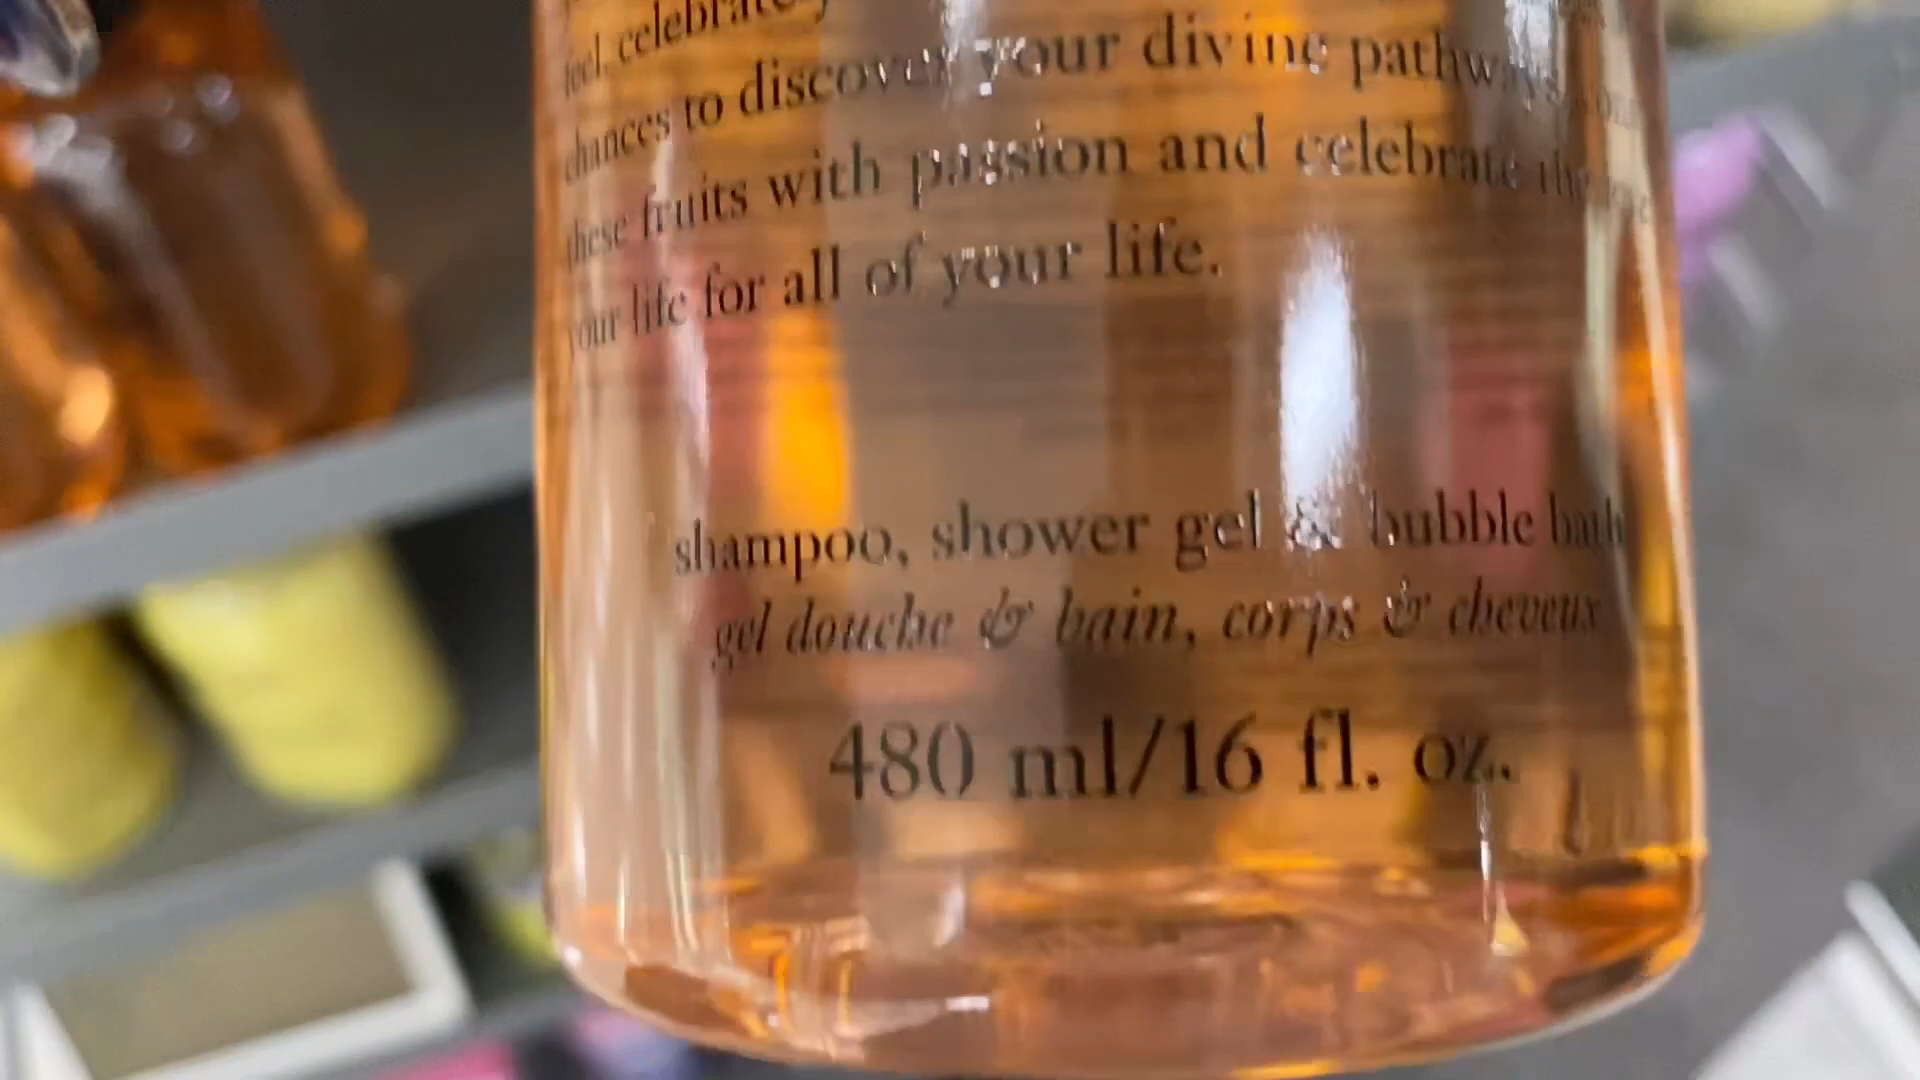 feel. celebrate
chances to discover your divine pathways
these fruits with passion and celebrate the
your life for all of your life.
shampoo, shower gel & bubble bath
gel douche & bain, corps & cheveux
480 ml/16 fl. oz.